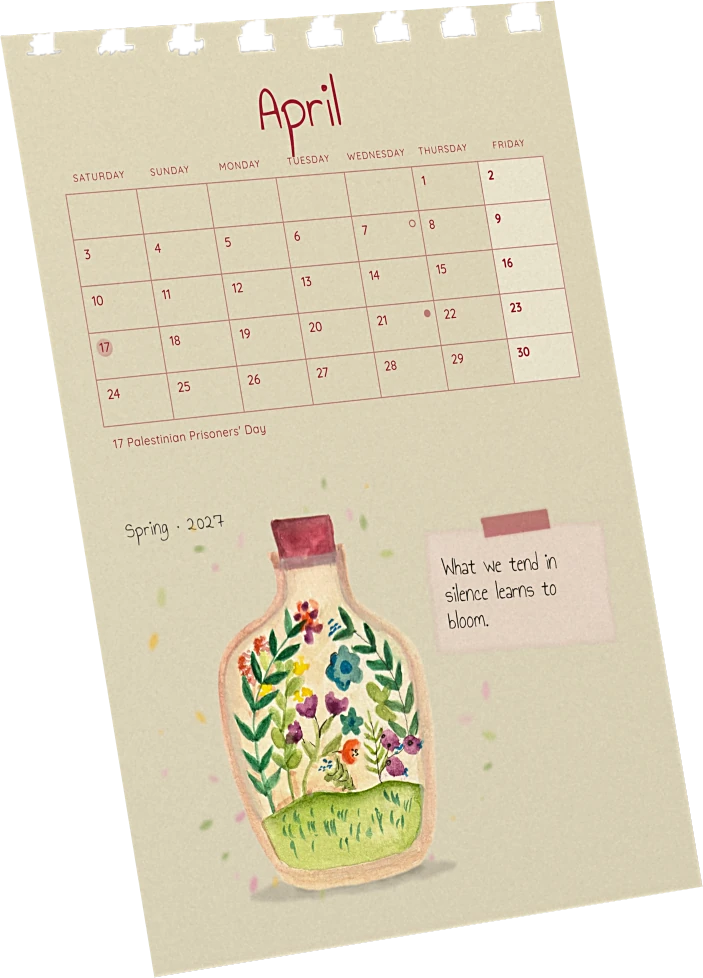 April
SATURDAY SUNDAY MONDAY TUESDAY WEDNESDAY THURSDAY FRIDAY
1 2
3 4 5 6 7 8 9
10 11 12 13 14 15 16
17 18 19 20 21 22 23
24 25 26 27 28 29 30
17 Palestinian Prisoners' Day
Spring · 2027
What we tend in
silence learns to
bloom.